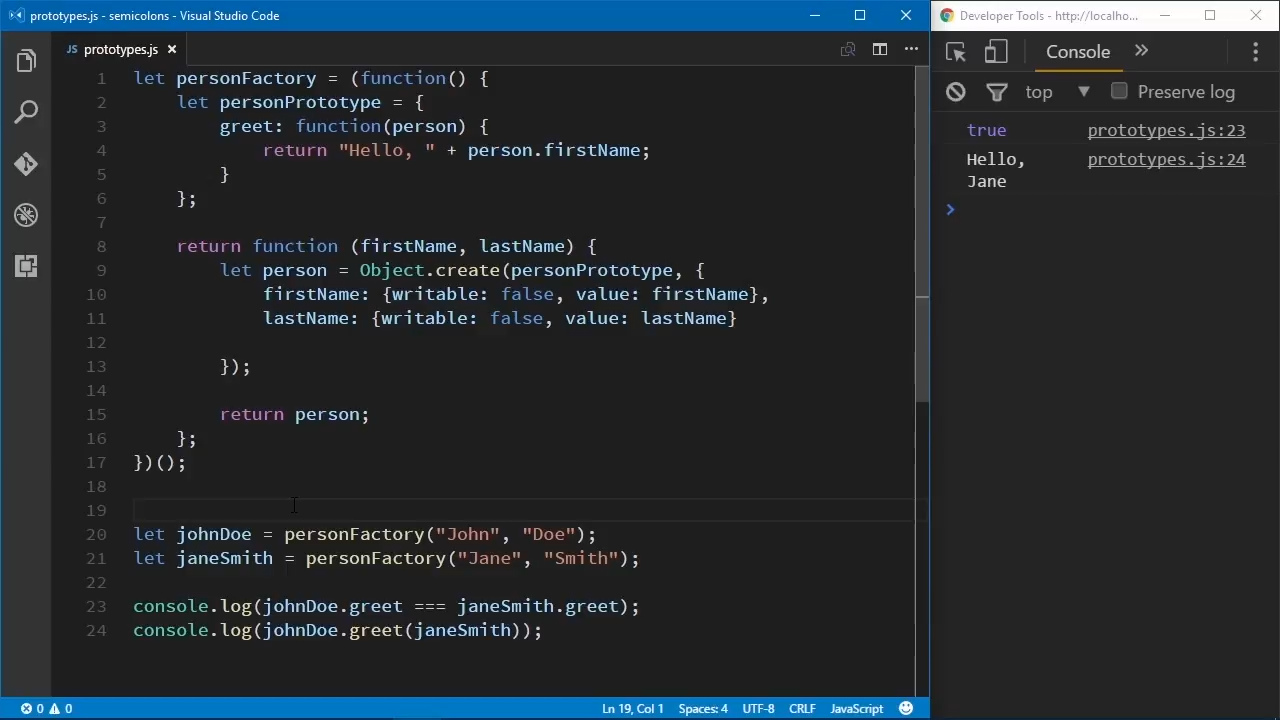 prototypes.js - semicolons - Visual Studio Code
JS prototypes.js ×
1 let personFactory = (function() {
2     let personPrototype = {
3         greet: function(person) {
4             return "Hello, " + person.firstName;
5         }
6     };
7
8     return function (firstName, lastName) {
9         let person = Object.create(personPrototype, {
10             firstName: {writable: false, value: firstName},
11             lastName: {writable: false, value: lastName}
12
13         });
14
15         return person;
16     };
17 })();
18
19
20 let johnDoe = personFactory("John", "Doe");
21 let janeSmith = personFactory("Jane", "Smith");
22
23 console.log(johnDoe.greet === janeSmith.greet);
24 console.log(johnDoe.greet(janeSmith));
0 0 Ln 19, Col 1 Spaces: 4 UTF-8 CRLF JavaScript
Developer Tools - http://localho...
Console »
top ▼ Preserve log
true prototypes.js:23
Hello, prototypes.js:24
Jane
>